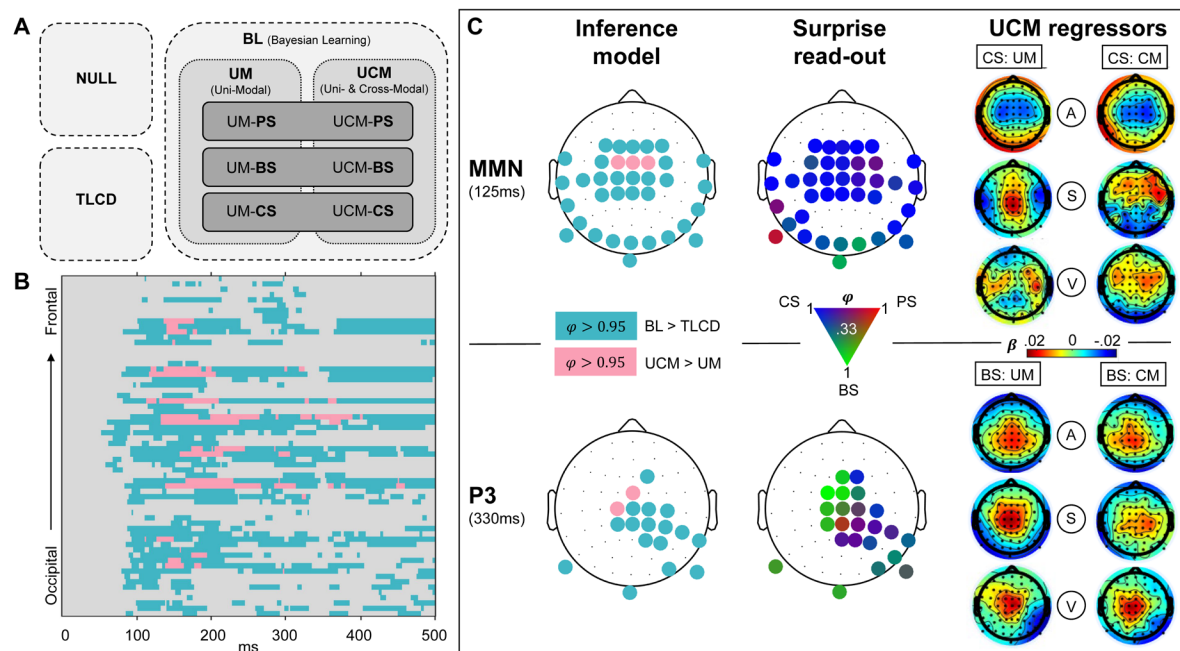 A
NULL
TLCD
BL (Bayesian Learning)
UM
(Uni-Modal)
UCM
(Uni- & Cross-Modal)
UM-PS
UCM-PS
UM-BS
UCM-BS
UM-CS
UCM-CS
B
Frontal
Occipital
0
100
200
300
400
500
ms
C
Inference
model
Surprise
read-out
UCM regressors
CS: UM
CS: CM
MMN
(125ms)
A
S
V
φ > 0.95
BL > TLCD
φ > 0.95
UCM > UM
φ
CS
PS
1
1
.33
1
BS
β
.02
0
-.02
BS: UM
BS: CM
P3
(330ms)
A
S
V